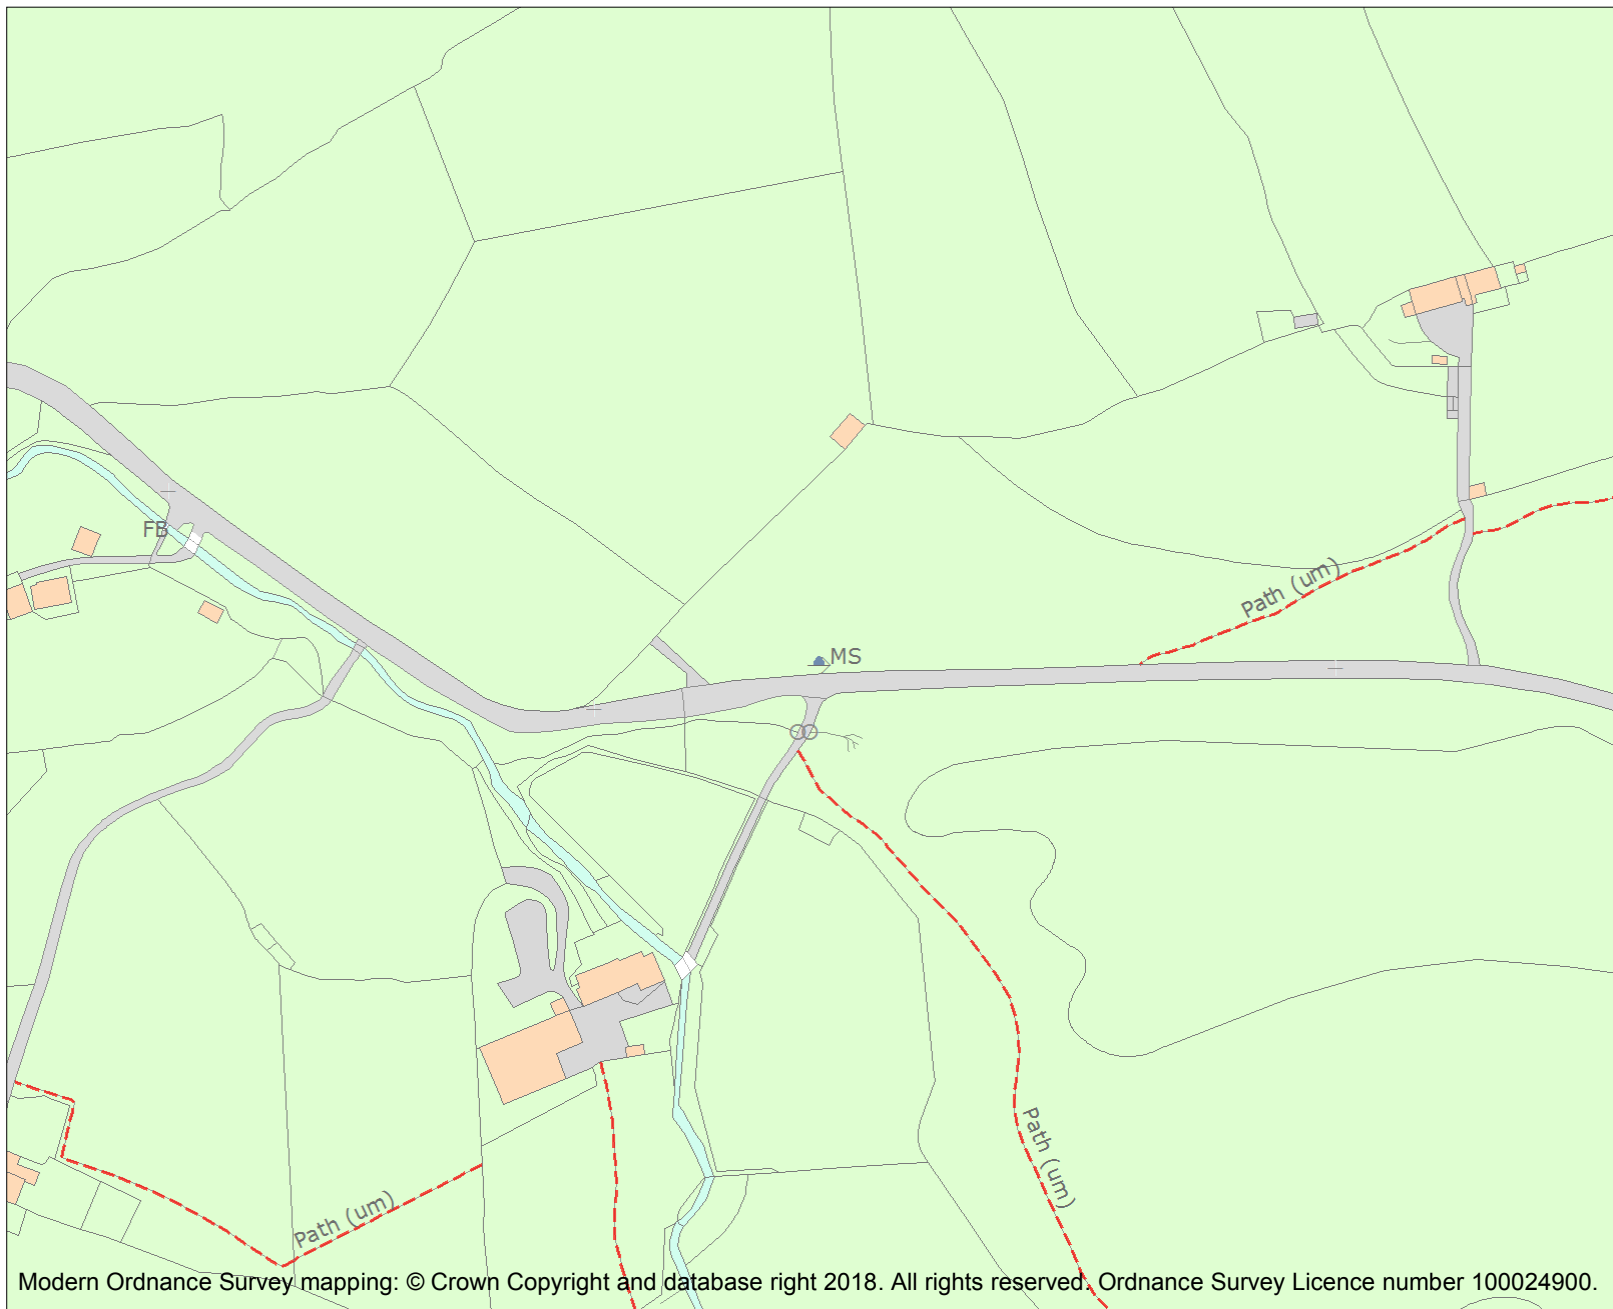 FB
Path (um)
MS
Path (um)
Path (um)
Modern Ordnance Survey mapping: © Crown Copyright and database right 2018. All rights reserved. Ordnance Survey Licence number 100024900.